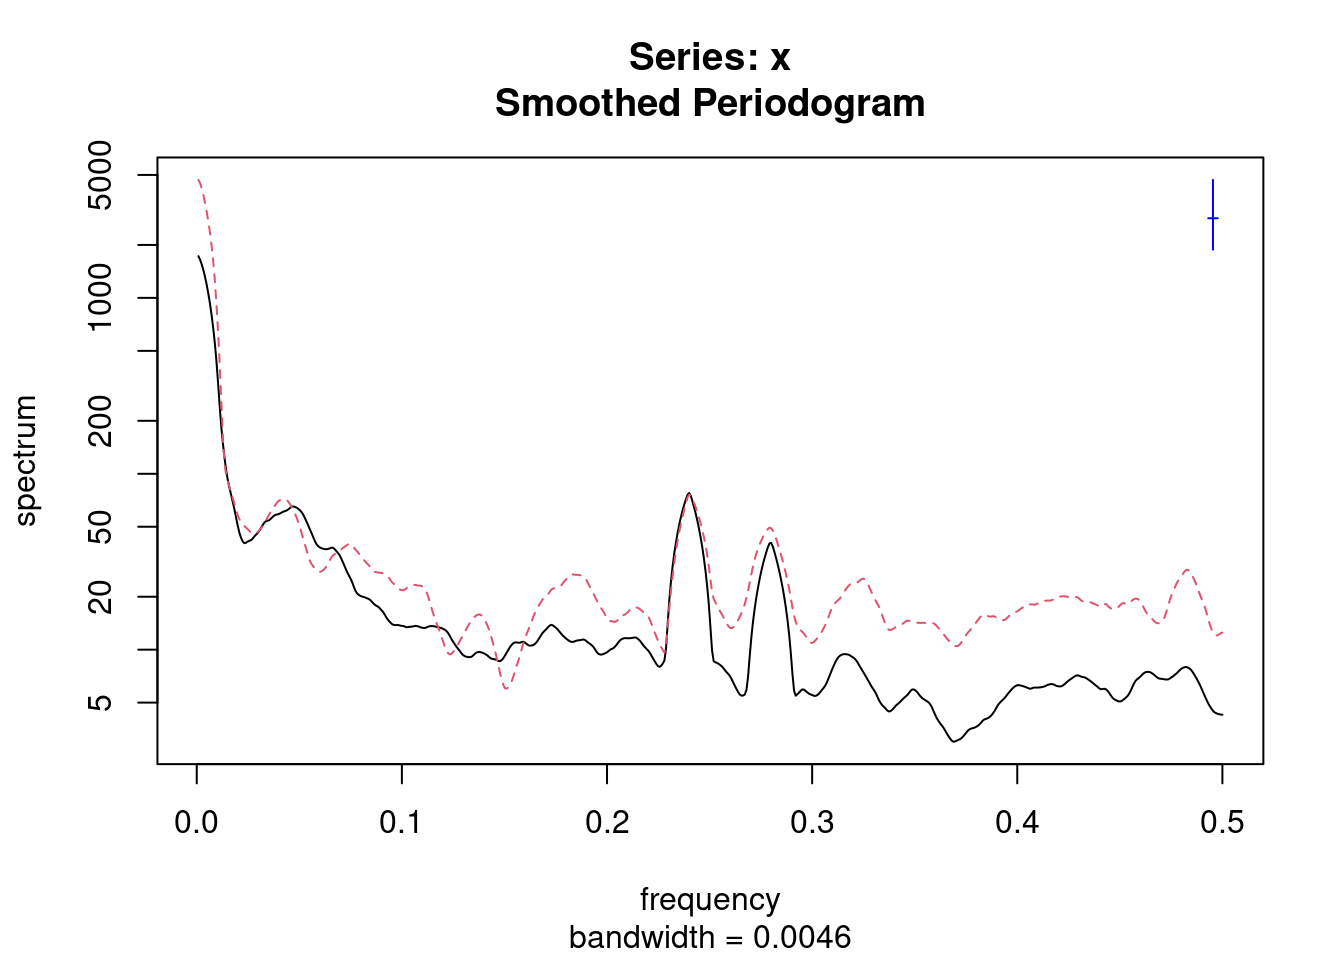 Series: x
Smoothed Periodogram
spectrum
5000
1000
200
50
20
5
0.0 0.1 0.2 0.3 0.4 0.5
frequency
bandwidth = 0.0046